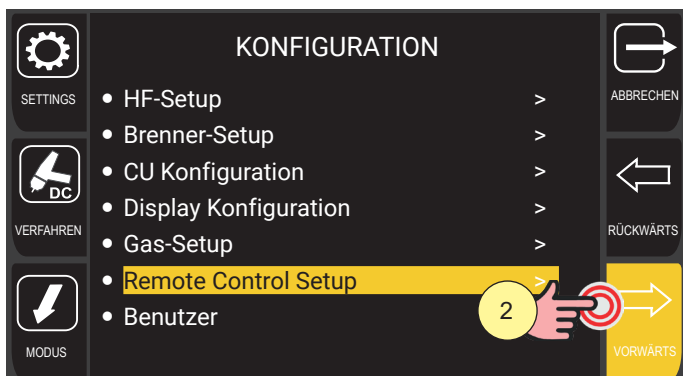 KONFIGURATION
SETTINGS
VERFAHREN
DC
MODUS
• HF-Setup >
• Brenner-Setup >
• CU Konfiguration >
• Display Konfiguration >
• Gas-Setup >
• Remote Control Setup >
• Benutzer
2
ABBRECHEN
RÜCKWÄRTS
VORWÄRTS